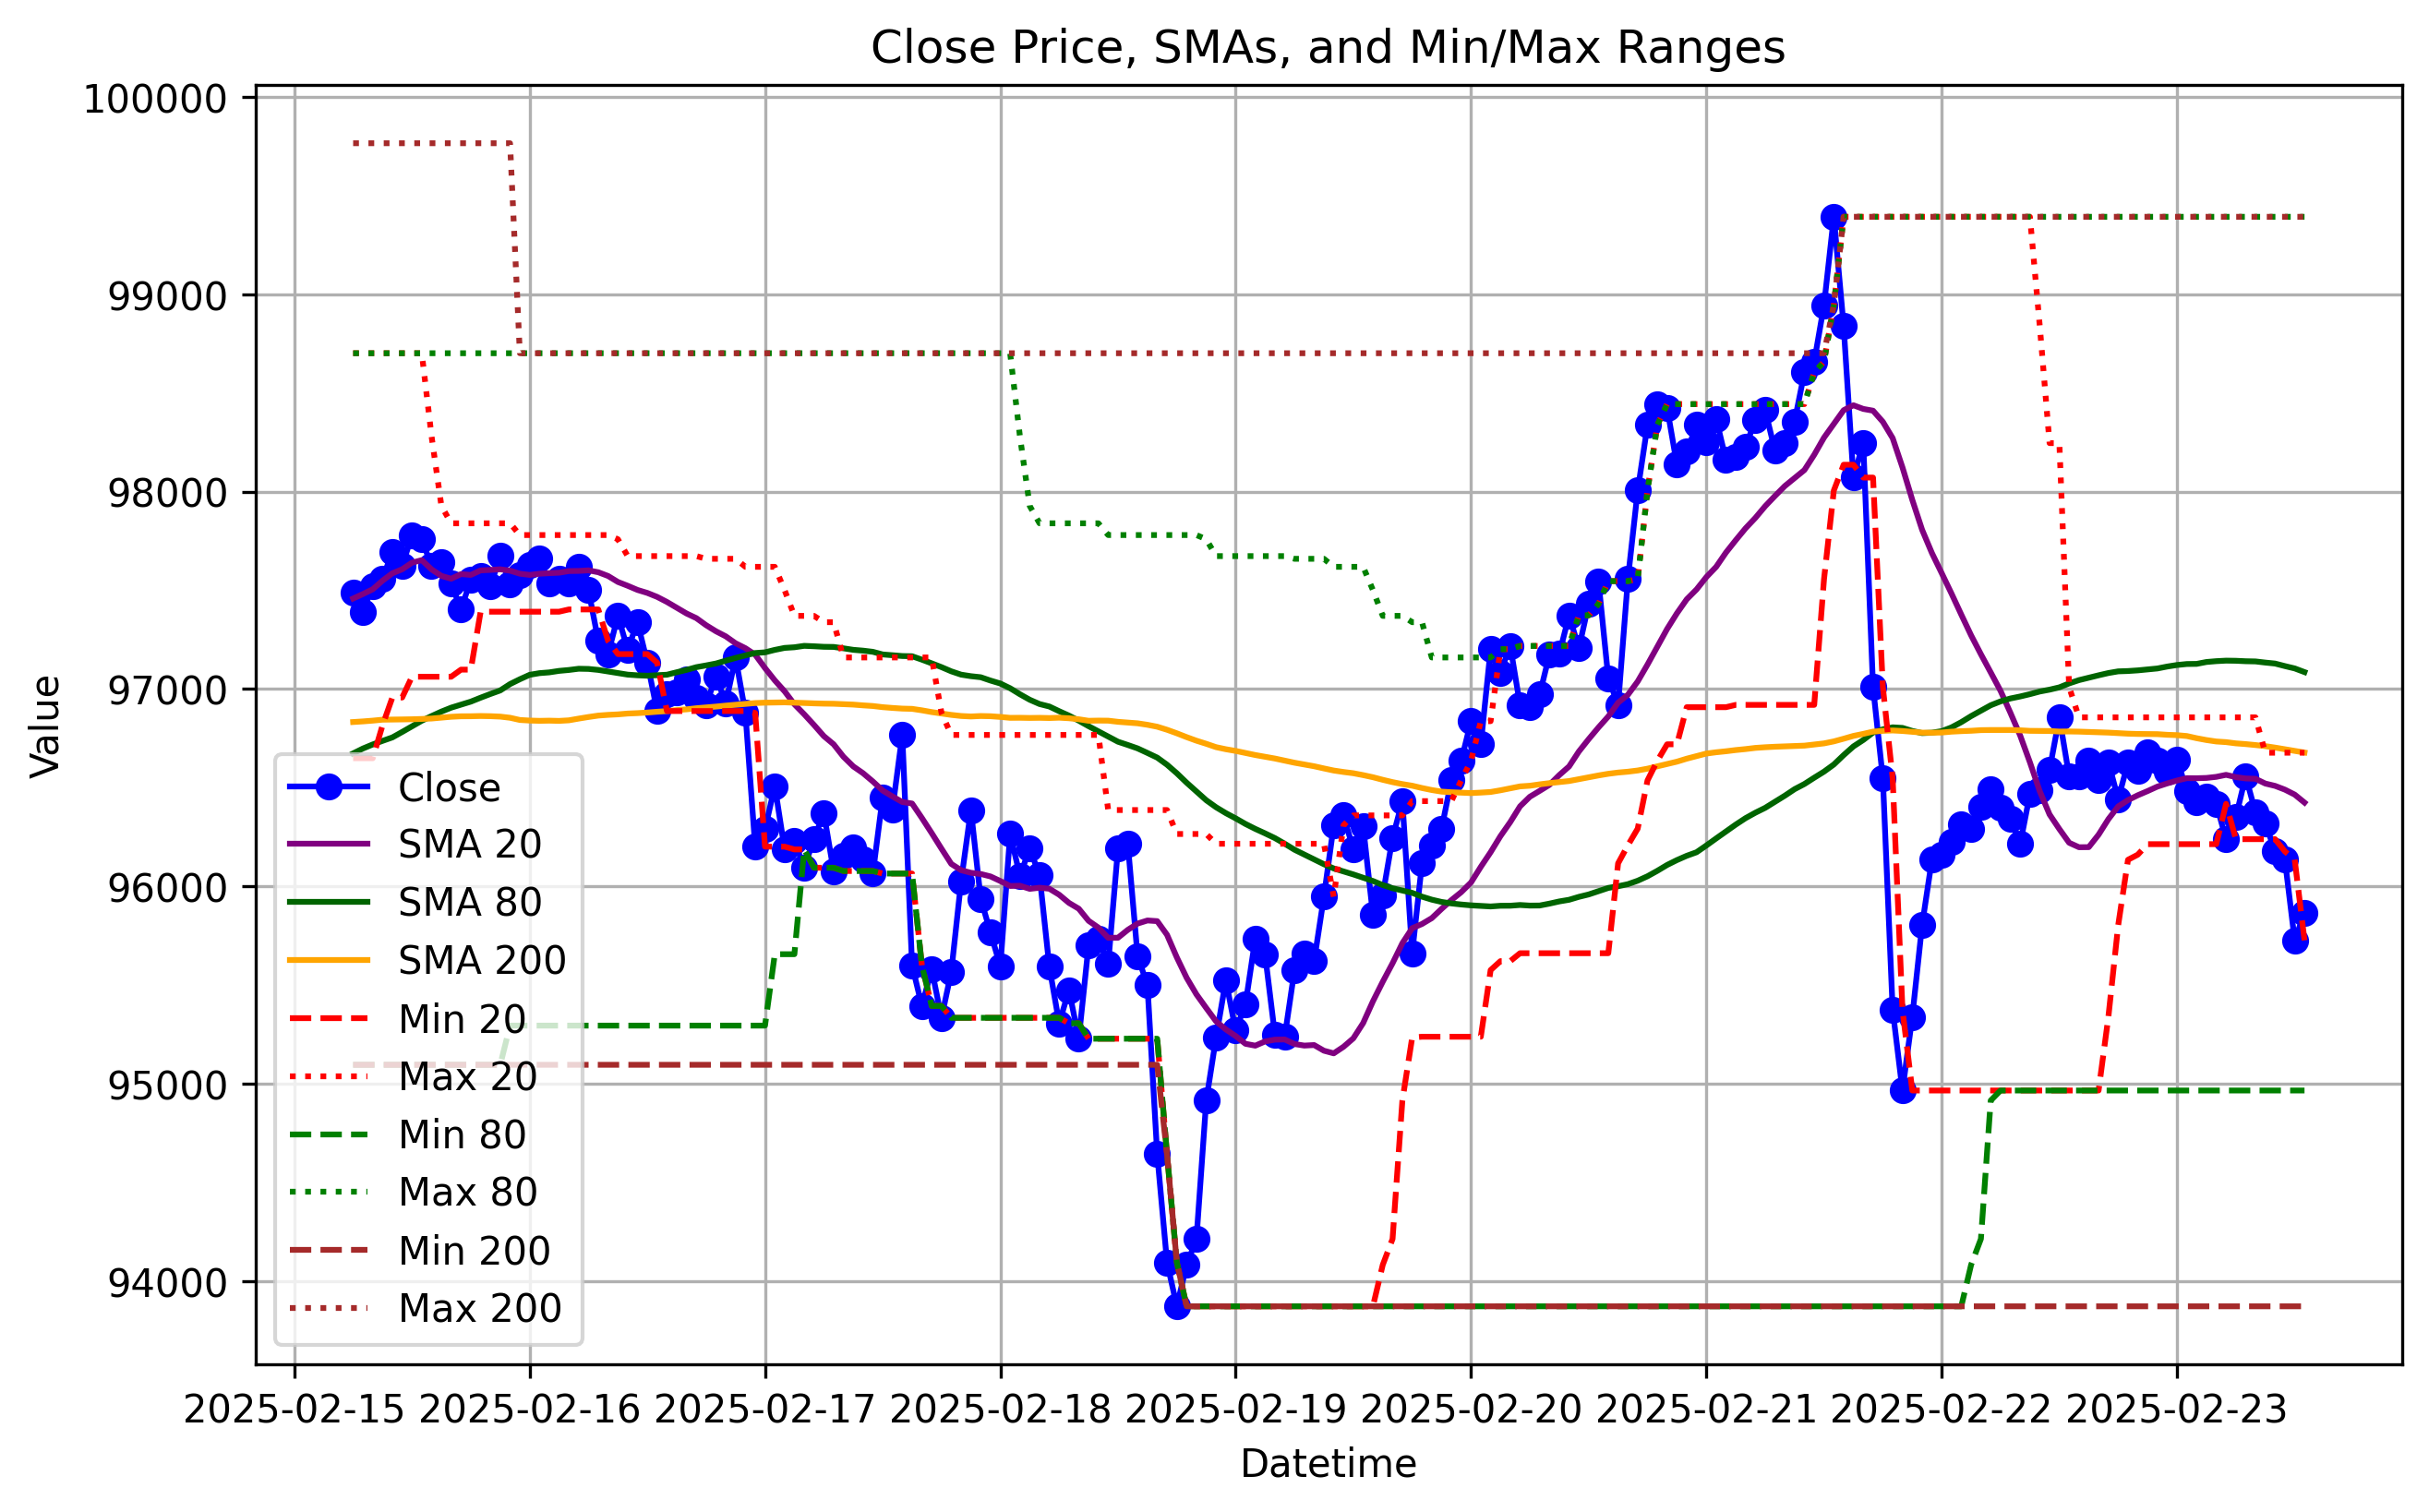 Close Price, SMAs, and Min/Max Ranges
Value
100000
99000
98000
97000
96000
95000
94000
Close
SMA 20
SMA 80
SMA 200
Min 20
Max 20
Min 80
Max 80
Min 200
Max 200
2025-02-15 2025-02-16 2025-02-17 2025-02-18 2025-02-19 2025-02-20 2025-02-21 2025-02-22 2025-02-23
Datetime